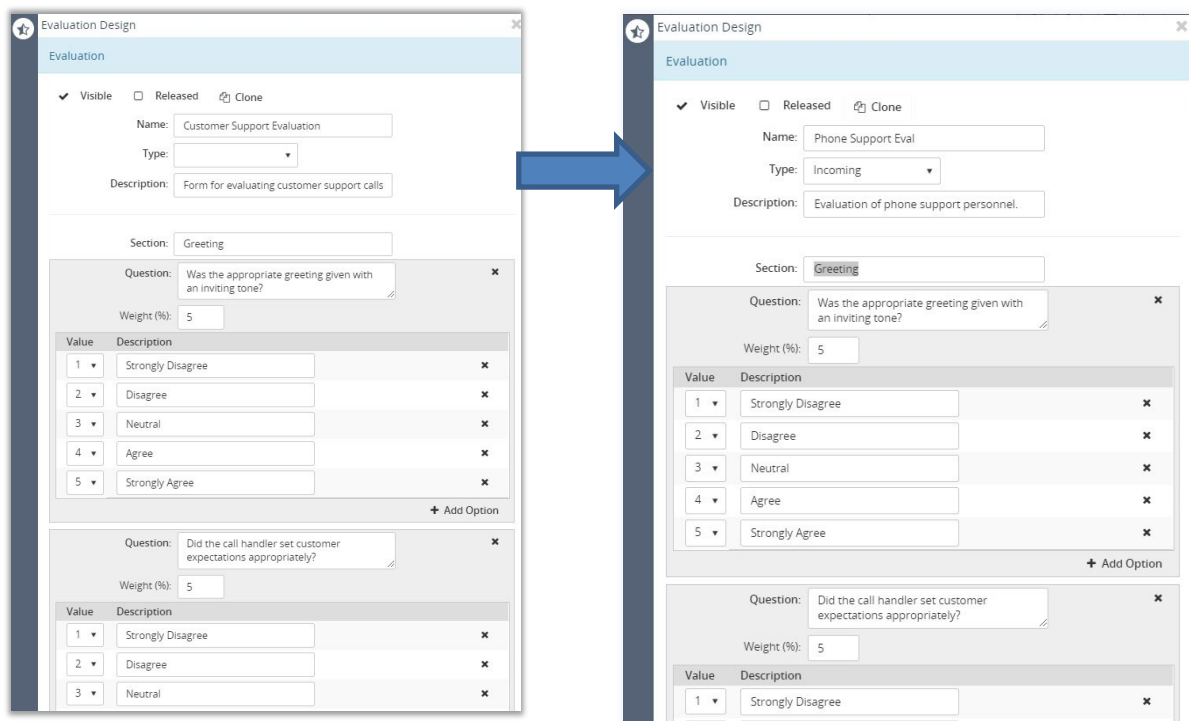 Evaluation Design
Evaluation
Visible Released Clone
Name: Customer Support Evaluation
Type:
Description: Form for evaluating customer support calls
Section: Greeting
Question: Was the appropriate greeting given with
an inviting tone?
Weight (%): 5
Value Description
1 Strongly Disagree
2 Disagree
3 Neutral
4 Agree
5 Strongly Agree
+ Add Option
Question: Did the call handler set customer
expectations appropriately?
Weight (%): 5
Value Description
1 Strongly Disagree
2 Disagree
3 Neutral
Evaluation Design
Evaluation
Visible Released Clone
Name: Phone Support Eval
Type: Incoming
Description: Evaluation of phone support personnel.
Section: Greeting
Question: Was the appropriate greeting given with
an inviting tone?
Weight (%): 5
Value Description
1 Strongly Disagree
2 Disagree
3 Neutral
4 Agree
5 Strongly Agree
+ Add Option
Question: Did the call handler set customer
expectations appropriately?
Weight (%): 5
Value Description
1 Strongly Disagree